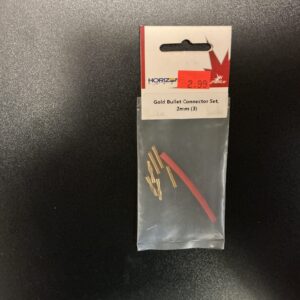 HORIZ
2.99
Gold Bullet Connector Set,
2mm (3)